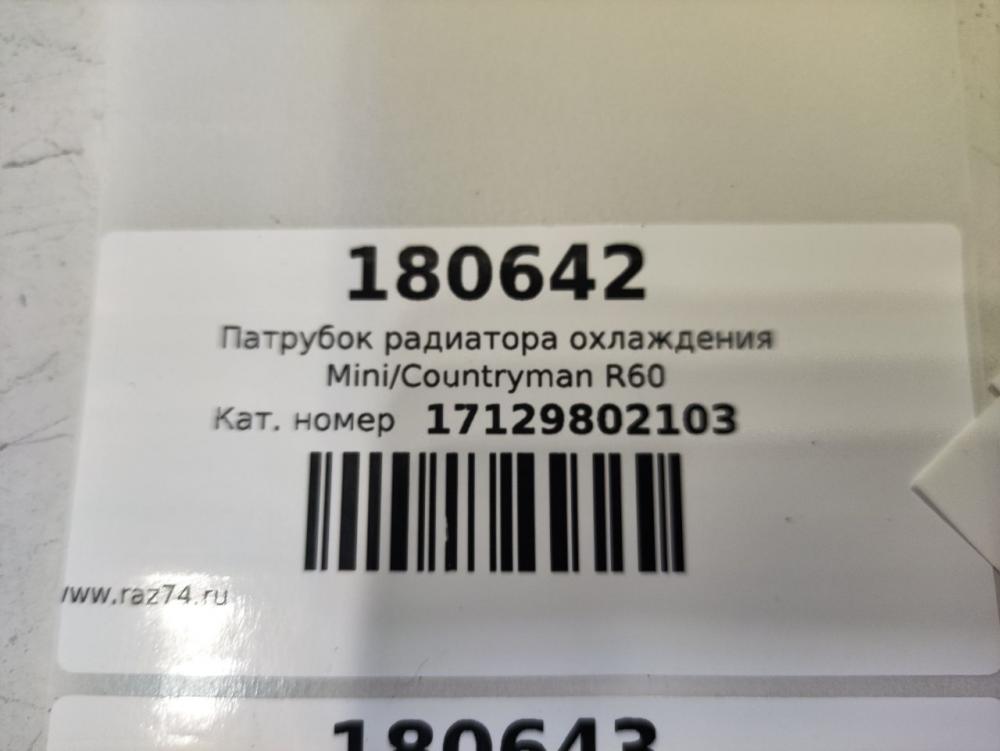 180642
Патрубок радиатора охлаждения
Mini/Countryman R60
Кат. номер 17129802103
www.raz74.ru
180643